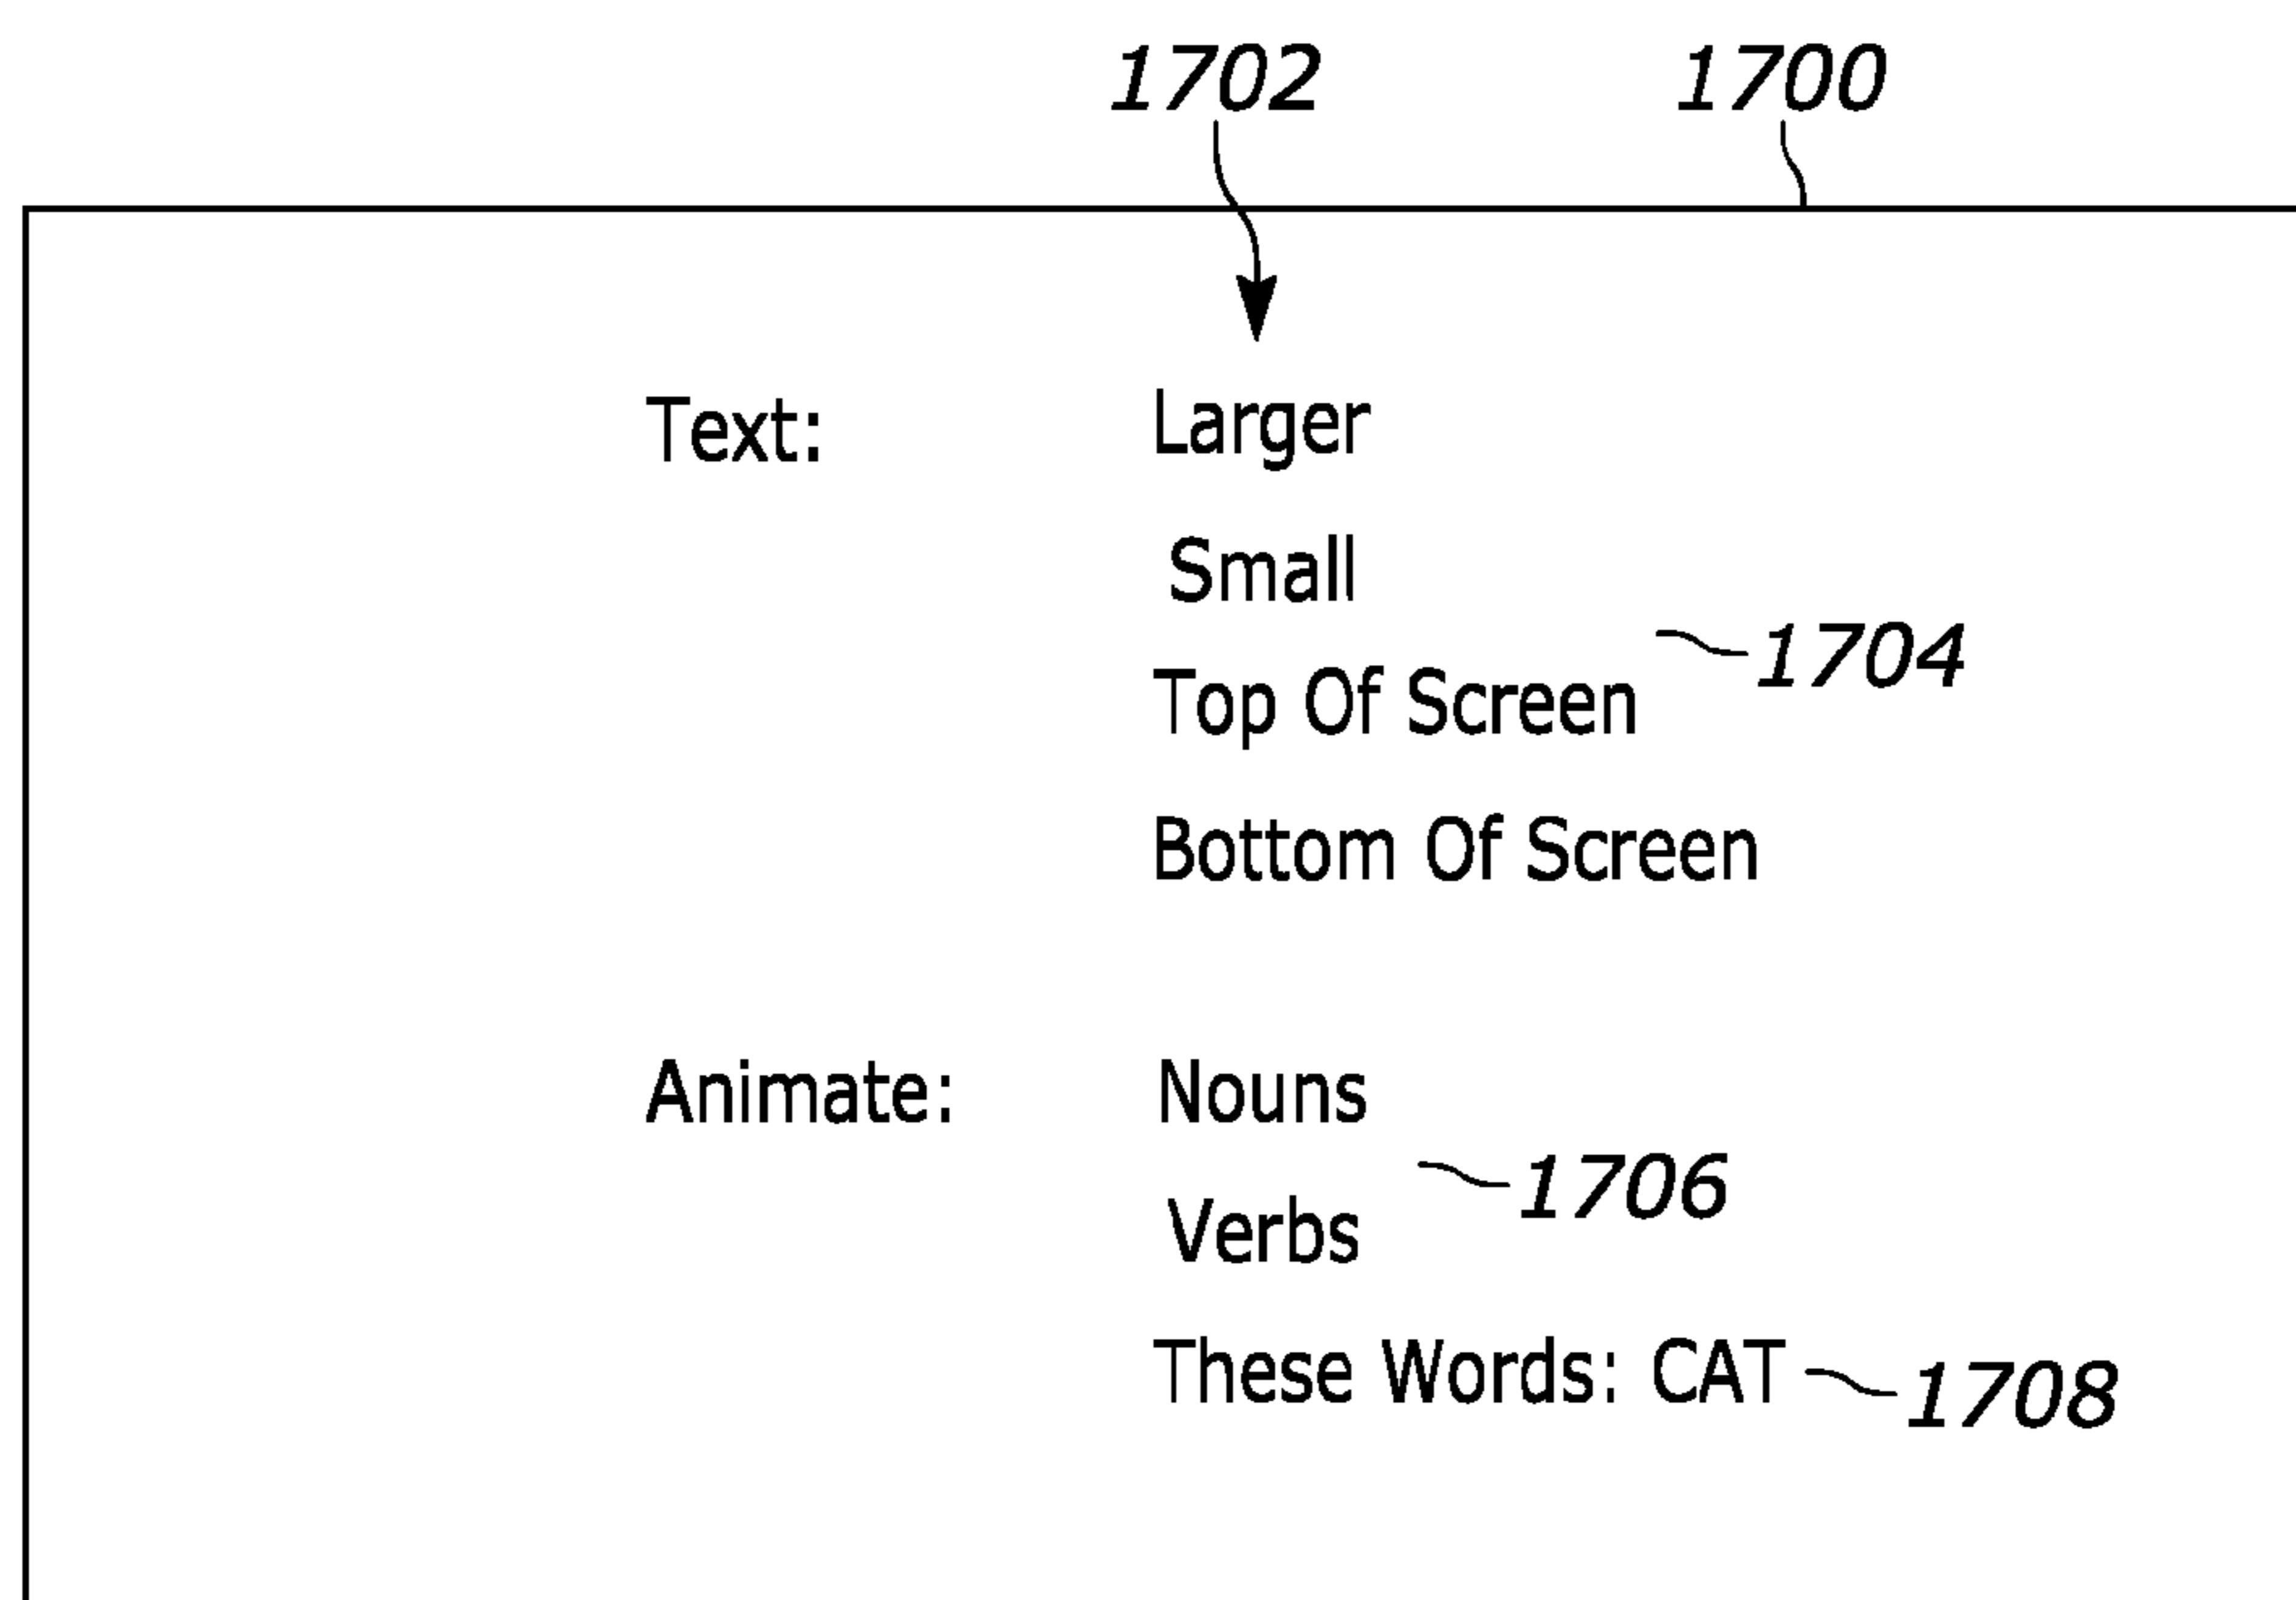 1702 1700
Text: Larger
Small
1704
Top Of Screen
Bottom Of Screen
Animate: Nouns
1706
Verbs
These Words: CAT 1708